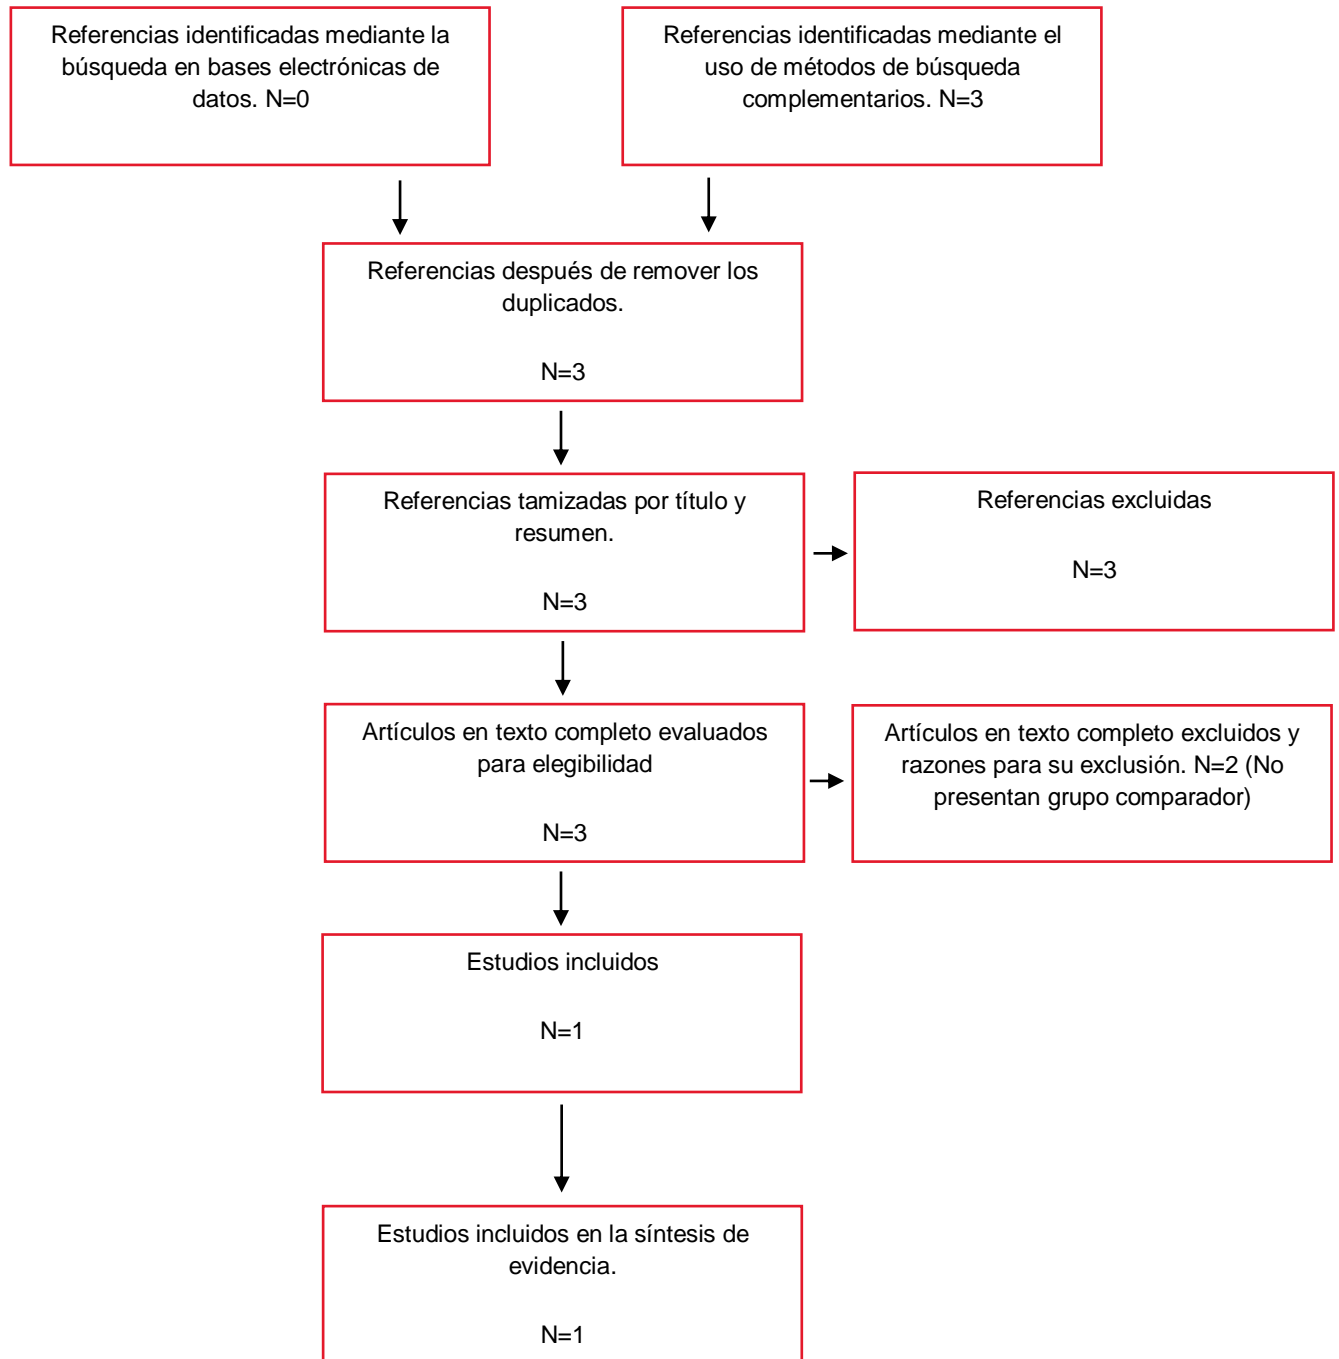 Referencias identificadas mediante la
búsqueda en bases electrónicas de
datos. N=0
Referencias identificadas mediante el
uso de métodos de búsqueda
complementarios. N=3
Referencias después de remover los
duplicados.
N=3
Referencias tamizadas por título y
resumen.
N=3
Referencias excluidas
N=3
Artículos en texto completo evaluados
para elegibilidad
N=3
Artículos en texto completo excluidos y
razones para su exclusión. N=2 (No
presentan grupo comparador)
Estudios incluidos
N=1
Estudios incluidos en la síntesis de
evidencia.
N=1